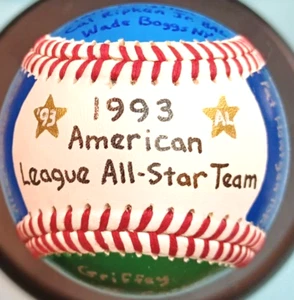 Cal Ripken Jr Bal
Wade Boggs NY
'93 1993 AL
American
League All-Star Team
Griffey